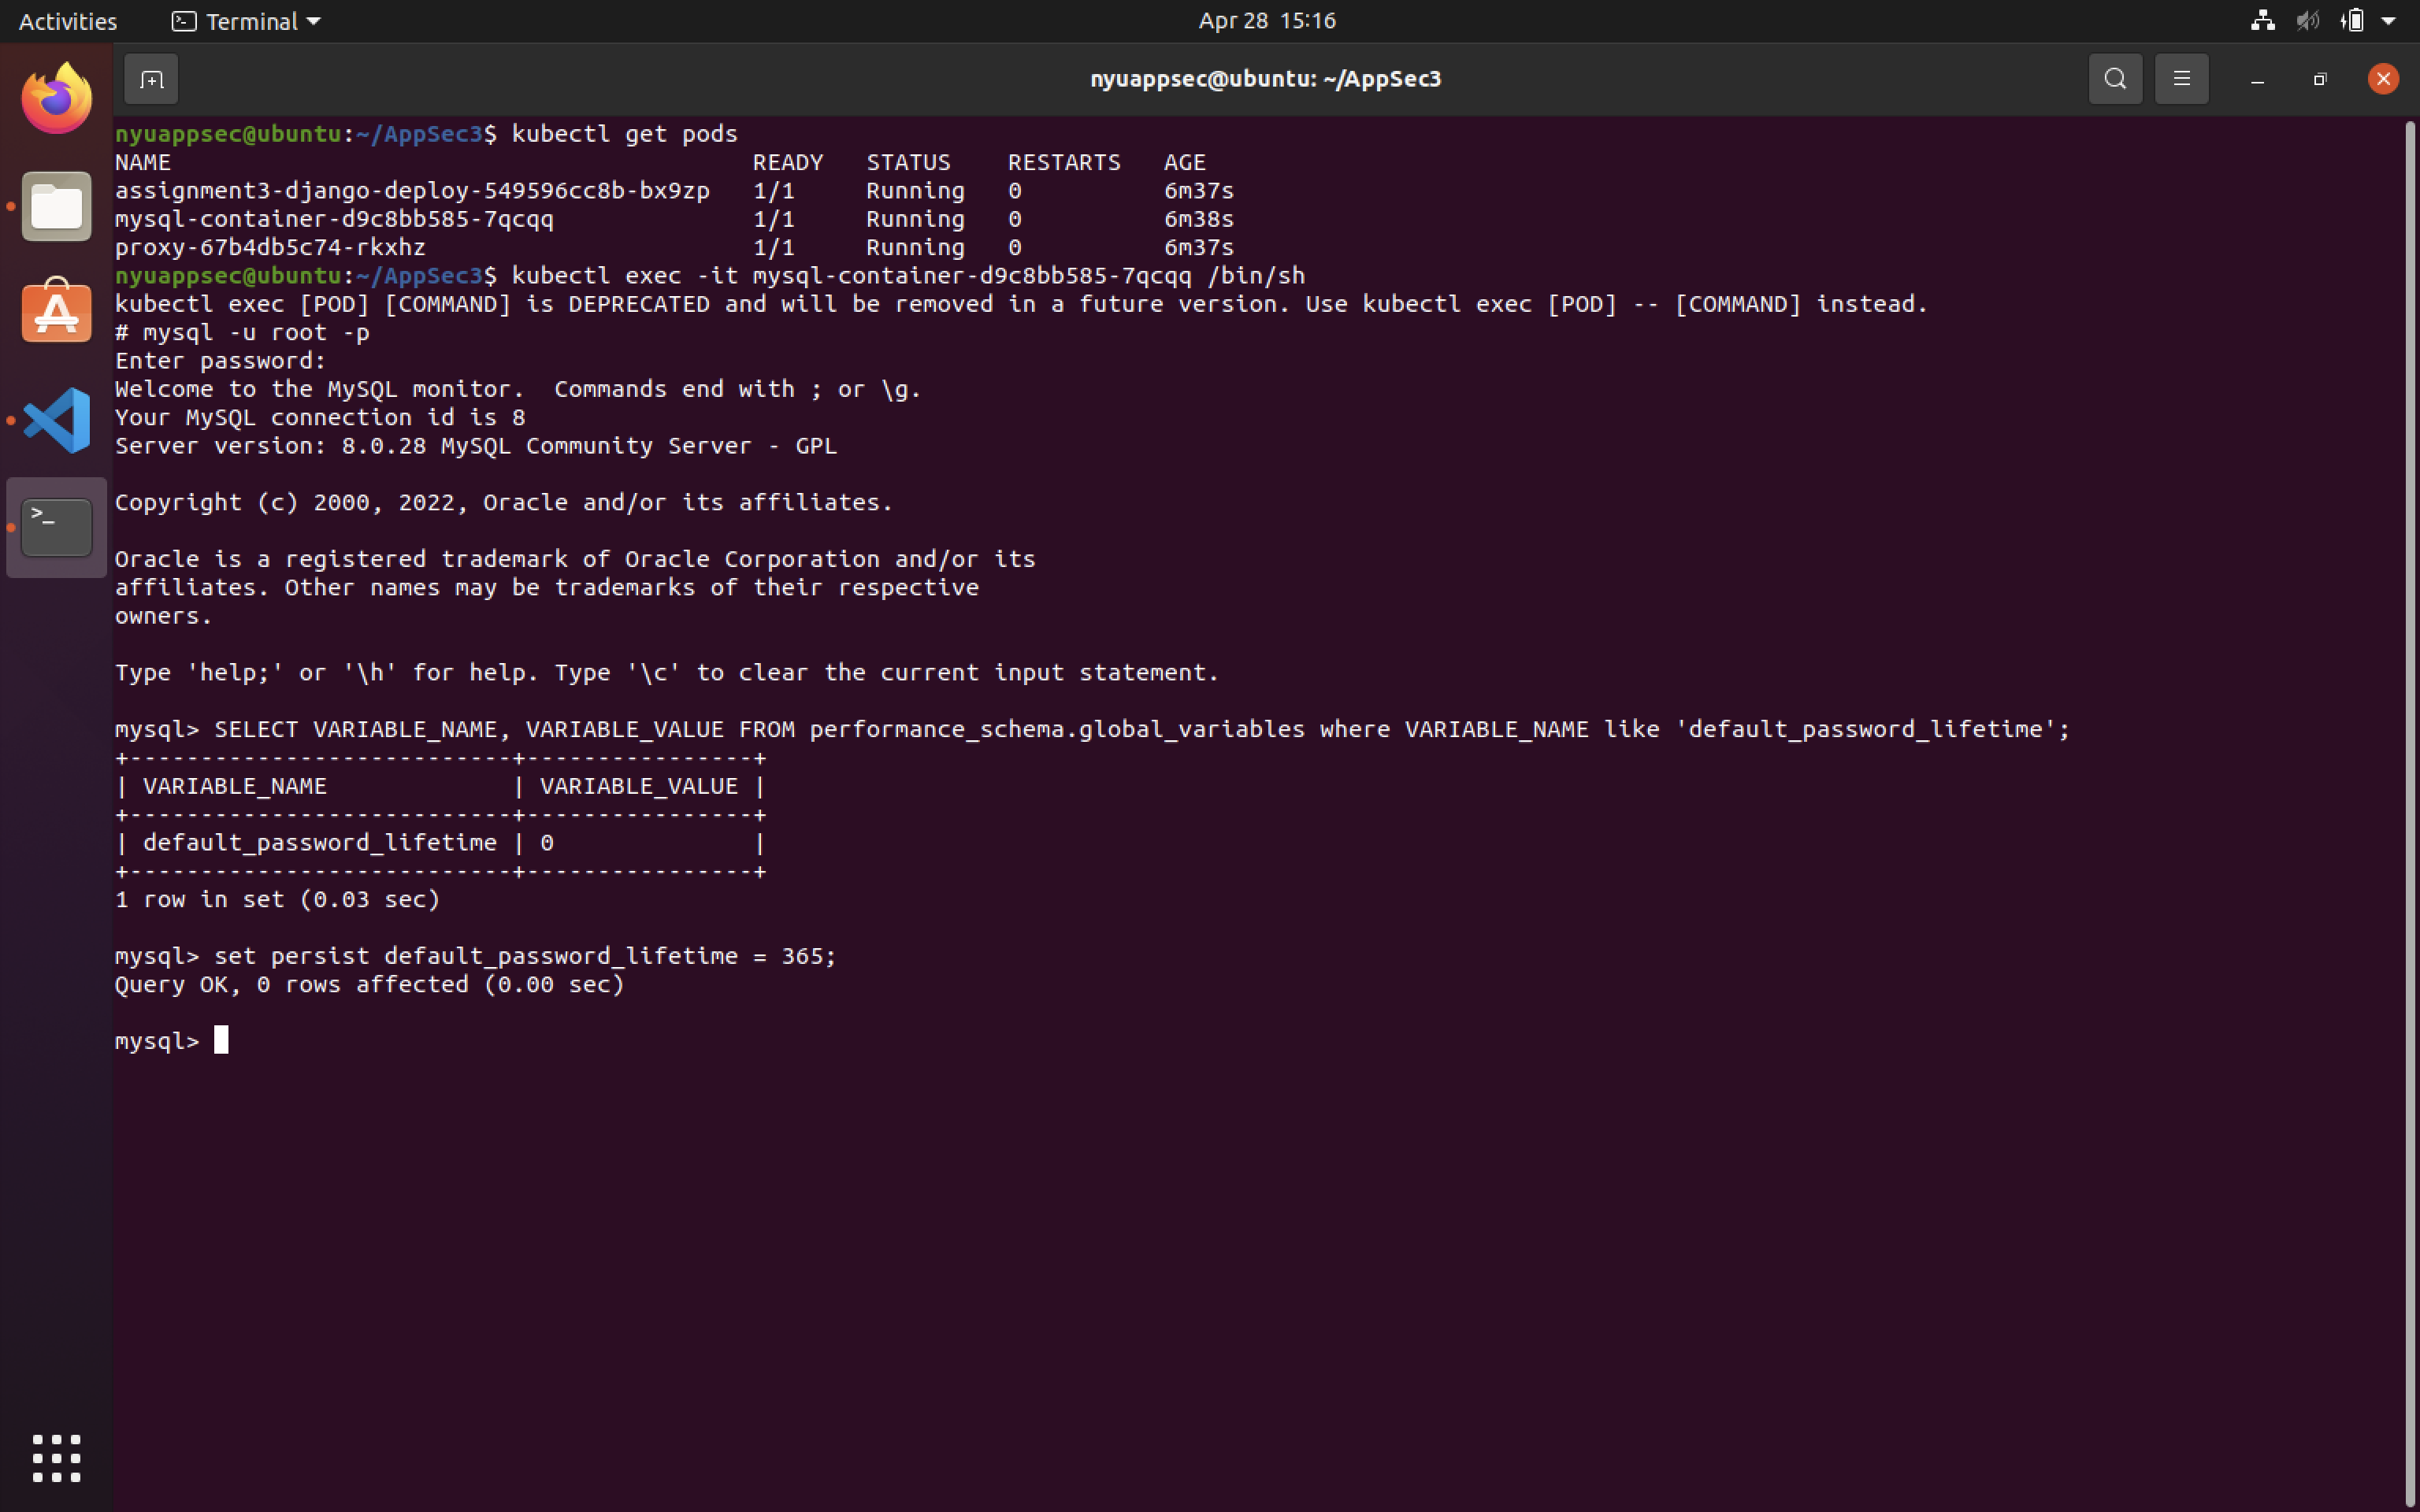 Activities Terminal Apr 28 15:16
nyuappsec@ubuntu: ~/AppSec3
nyuappsec@ubuntu:~/AppSec3$ kubectl get pods
NAME READY STATUS RESTARTS AGE
assignment3-django-deploy-549596cc8b-bx9zp 1/1 Running 0 6m37s
mysql-container-d9c8bb585-7qcqq 1/1 Running 0 6m38s
proxy-67b4db5c74-rkxhz 1/1 Running 0 6m37s
nyuappsec@ubuntu:~/AppSec3$ kubectl exec -it mysql-container-d9c8bb585-7qcqq /bin/sh
kubectl exec [POD] [COMMAND] is DEPRECATED and will be removed in a future version. Use kubectl exec [POD] -- [COMMAND] instead.
# mysql -u root -p
Enter password:
Welcome to the MySQL monitor.  Commands end with ; or \g.
Your MySQL connection id is 8
Server version: 8.0.28 MySQL Community Server - GPL
Copyright (c) 2000, 2022, Oracle and/or its affiliates.
Oracle is a registered trademark of Oracle Corporation and/or its
affiliates. Other names may be trademarks of their respective
owners.
Type 'help;' or '\h' for help. Type '\c' to clear the current input statement.
mysql> SELECT VARIABLE_NAME, VARIABLE_VALUE FROM performance_schema.global_variables where VARIABLE_NAME like 'default_password_lifetime';
+---------------------------+----------------+
| VARIABLE_NAME             | VARIABLE_VALUE |
+---------------------------+----------------+
| default_password_lifetime | 0              |
+---------------------------+----------------+
1 row in set (0.03 sec)
mysql> set persist default_password_lifetime = 365;
Query OK, 0 rows affected (0.00 sec)
mysql>